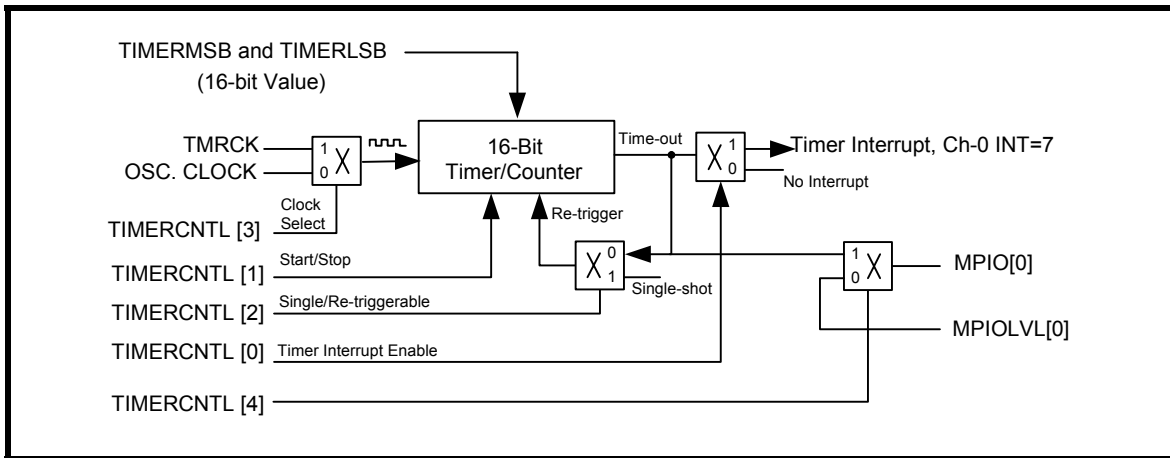 TIMERMSB and TIMERLSB
(16-bit Value)
TMRCK
OSC. CLOCK
1
0
X
Clock
Select
TIMERCNTL [3]
16-Bit
Timer/Counter
Time-out
X
1
0
Timer Interrupt, Ch-0 INT=7
No Interrupt
Re-trigger
Start/Stop
TIMERCNTL [1]
X
0
1
Single-shot
Single/Re-triggerable
TIMERCNTL [2]
1
0
X
MPIO[0]
MPIOLVL[0]
TIMERCNTL [0]
Timer Interrupt Enable
TIMERCNTL [4]